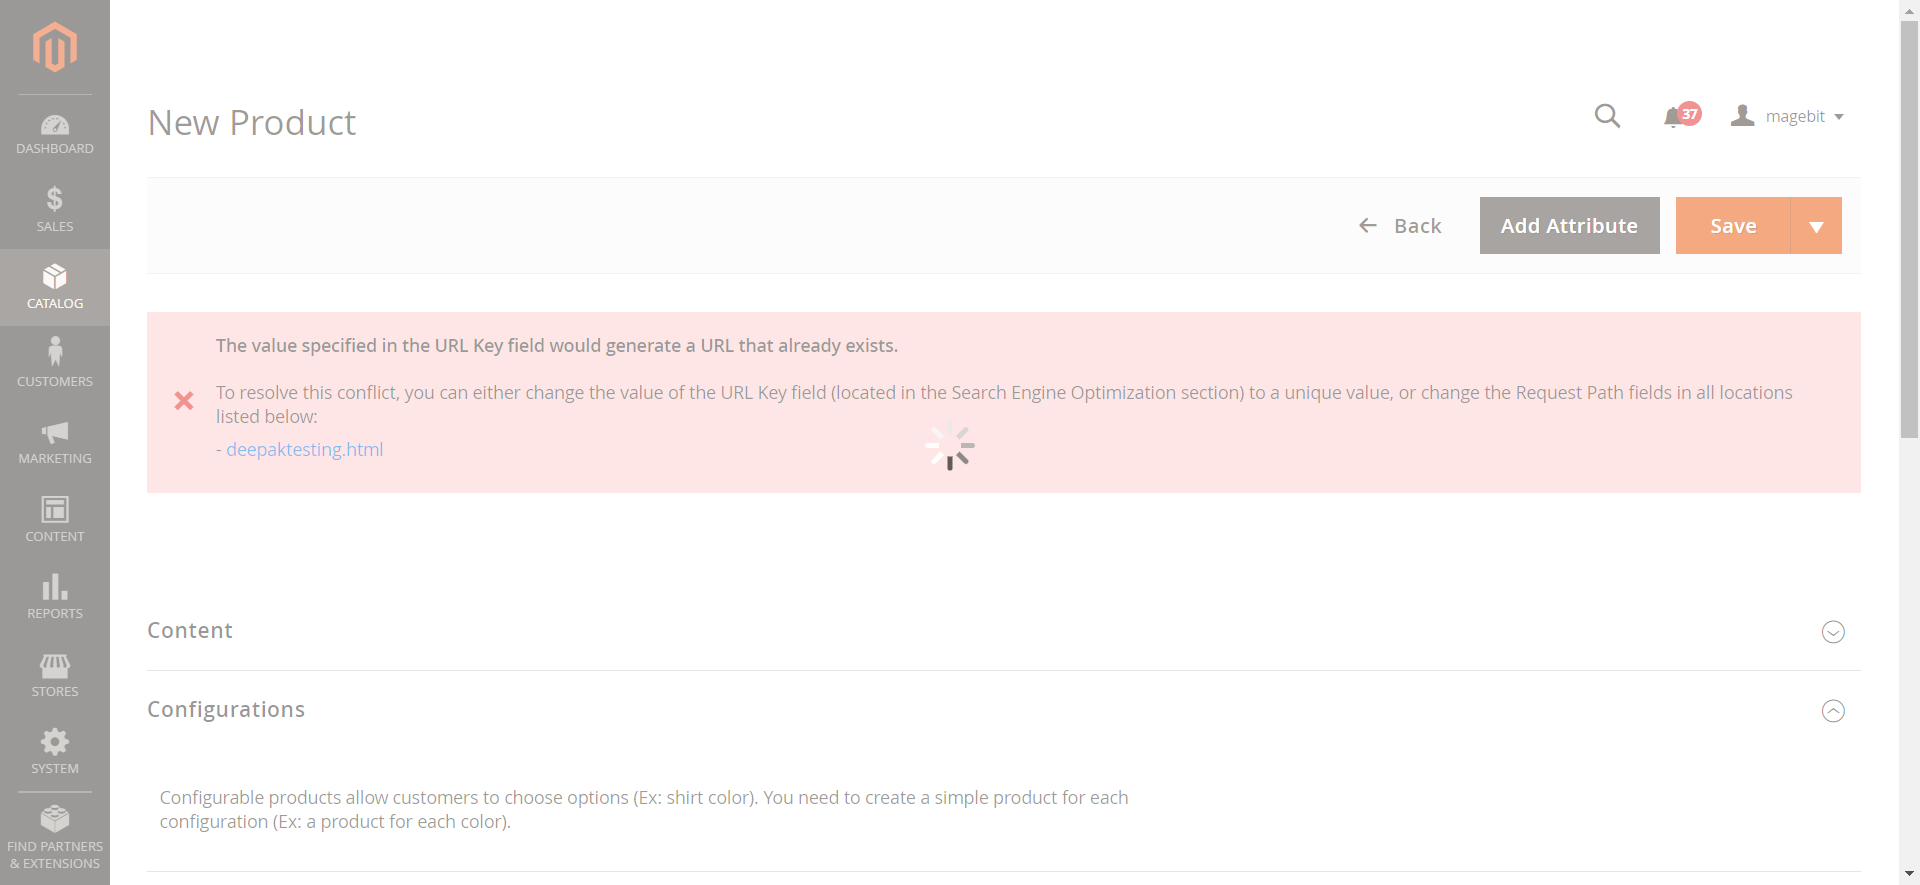 New Product
37
magebit
Back
Add Attribute
Save
DASHBOARD
SALES
CATALOG
CUSTOMERS
MARKETING
CONTENT
REPORTS
STORES
SYSTEM
FIND PARTNERS
& EXTENSIONS
The value specified in the URL Key field would generate a URL that already exists.
To resolve this conflict, you can either change the value of the URL Key field (located in the Search Engine Optimization section) to a unique value, or change the Request Path fields in all locations
listed below:
- deepaktesting.html
Content
Configurations
Configurable products allow customers to choose options (Ex: shirt color). You need to create a simple product for each
configuration (Ex: a product for each color).